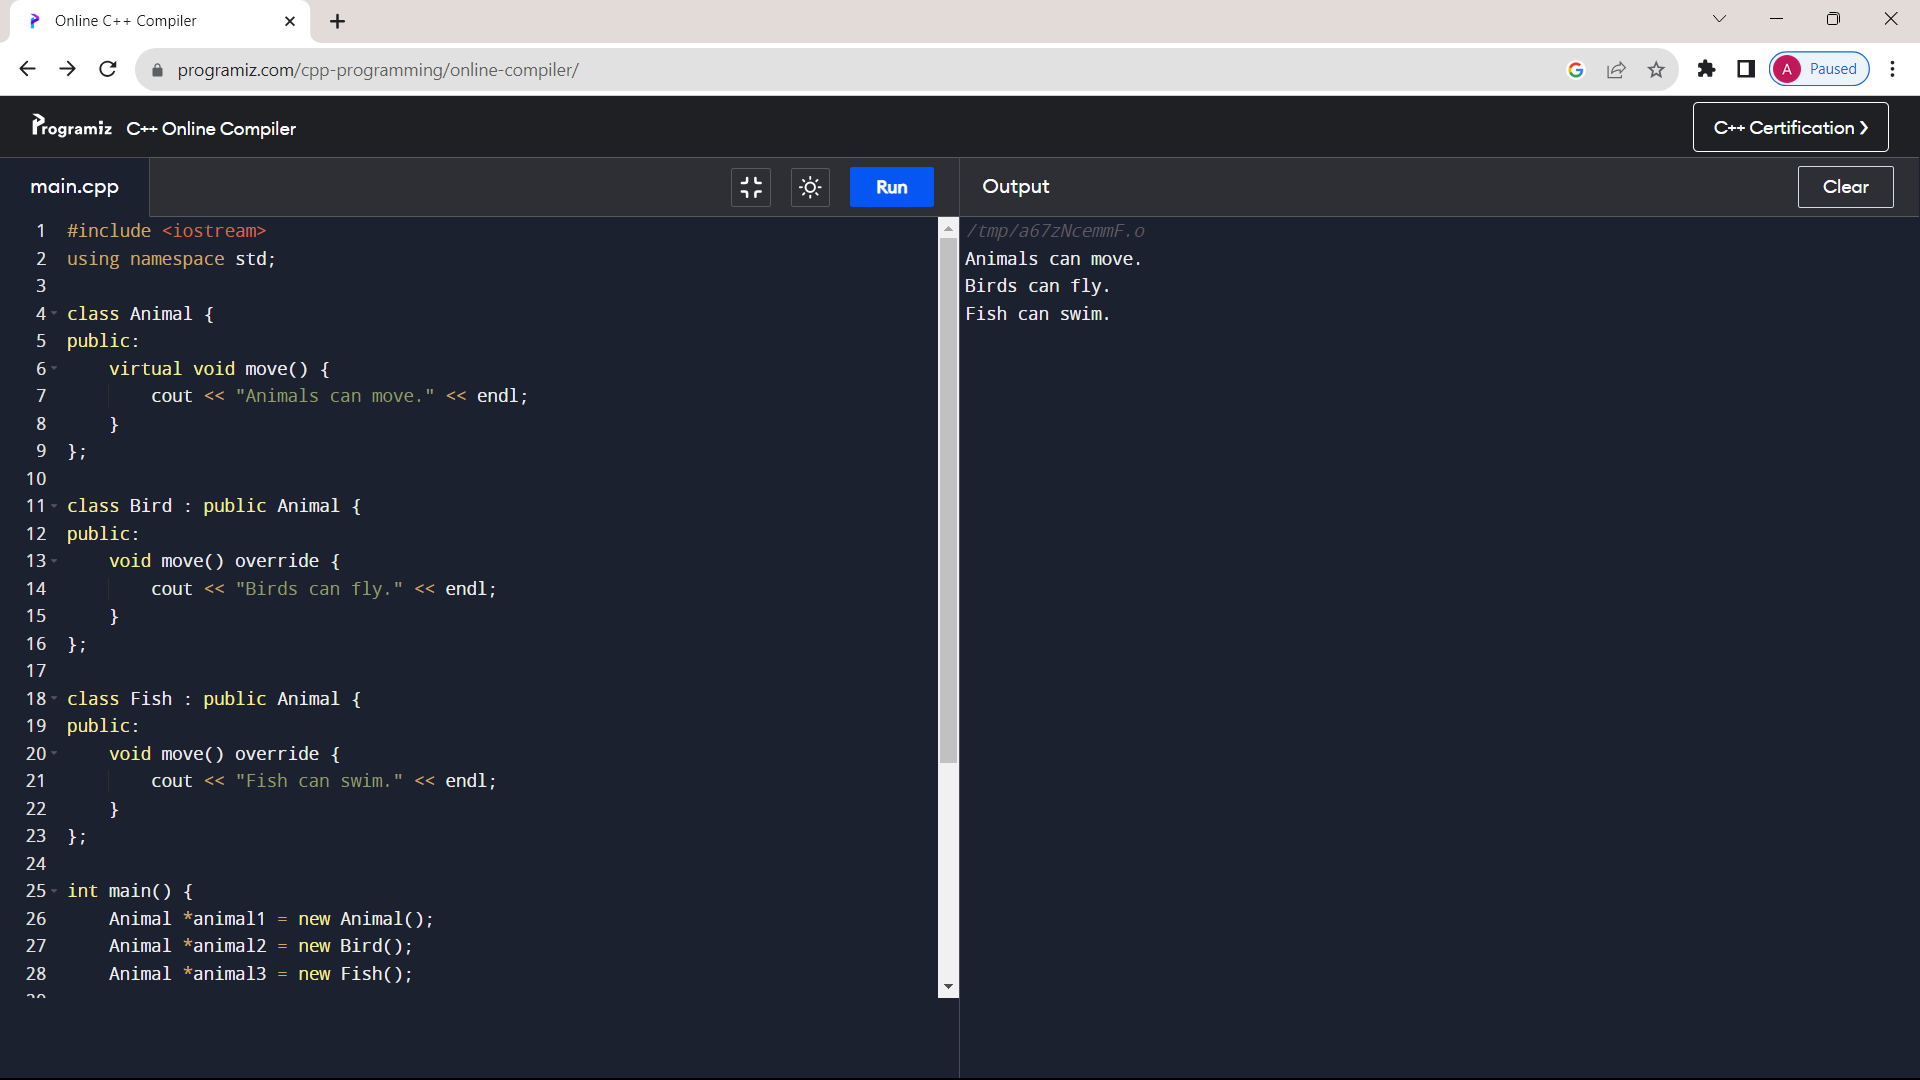 Online C++ Compiler
programiz.com/cpp-programming/online-compiler/
A Paused
Programiz C++ Online Compiler
C++ Certification
main.cpp
Run
Output
Clear
1 #include <iostream>
2 using namespace std;
3
4 class Animal {
5 public:
6 virtual void move() {
7 cout << "Animals can move." << endl;
8 }
9 };
10
11 class Bird : public Animal {
12 public:
13 void move() override {
14 cout << "Birds can fly." << endl;
15 }
16 };
17
18 class Fish : public Animal {
19 public:
20 void move() override {
21 cout << "Fish can swim." << endl;
22 }
23 };
24
25 int main() {
26 Animal *animal1 = new Animal();
27 Animal *animal2 = new Bird();
28 Animal *animal3 = new Fish();
/tmp/a67zNcemmF.o
Animals can move.
Birds can fly.
Fish can swim.